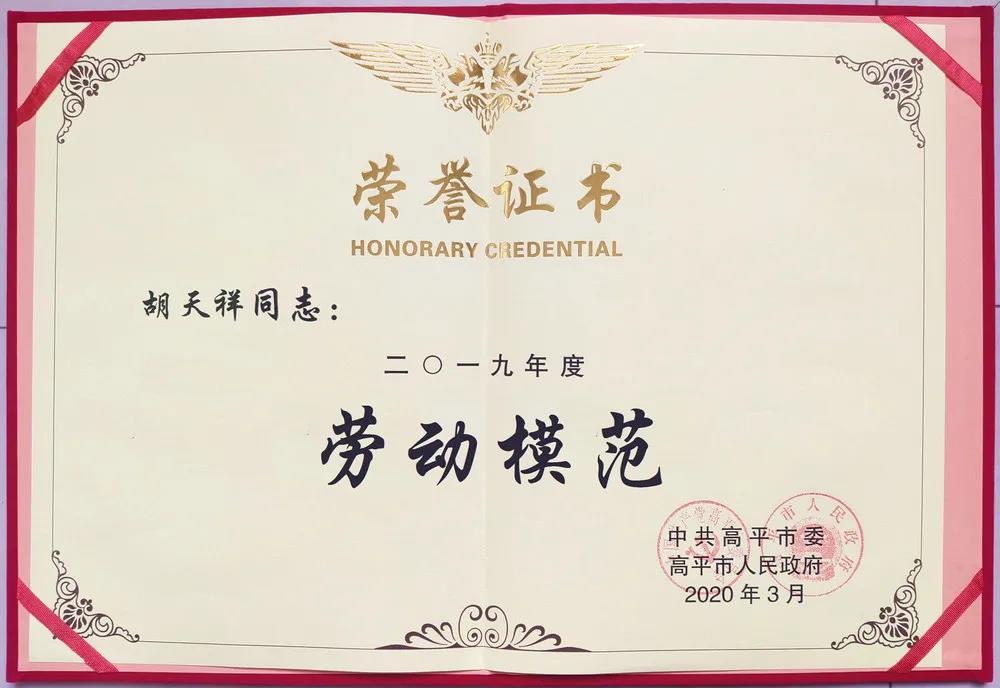 荣誉证书
HONORARY CREDENTIAL
胡天祥同志：
二〇一九年度
劳动模范
中共高平市委
高平市人民政府
2020年3月